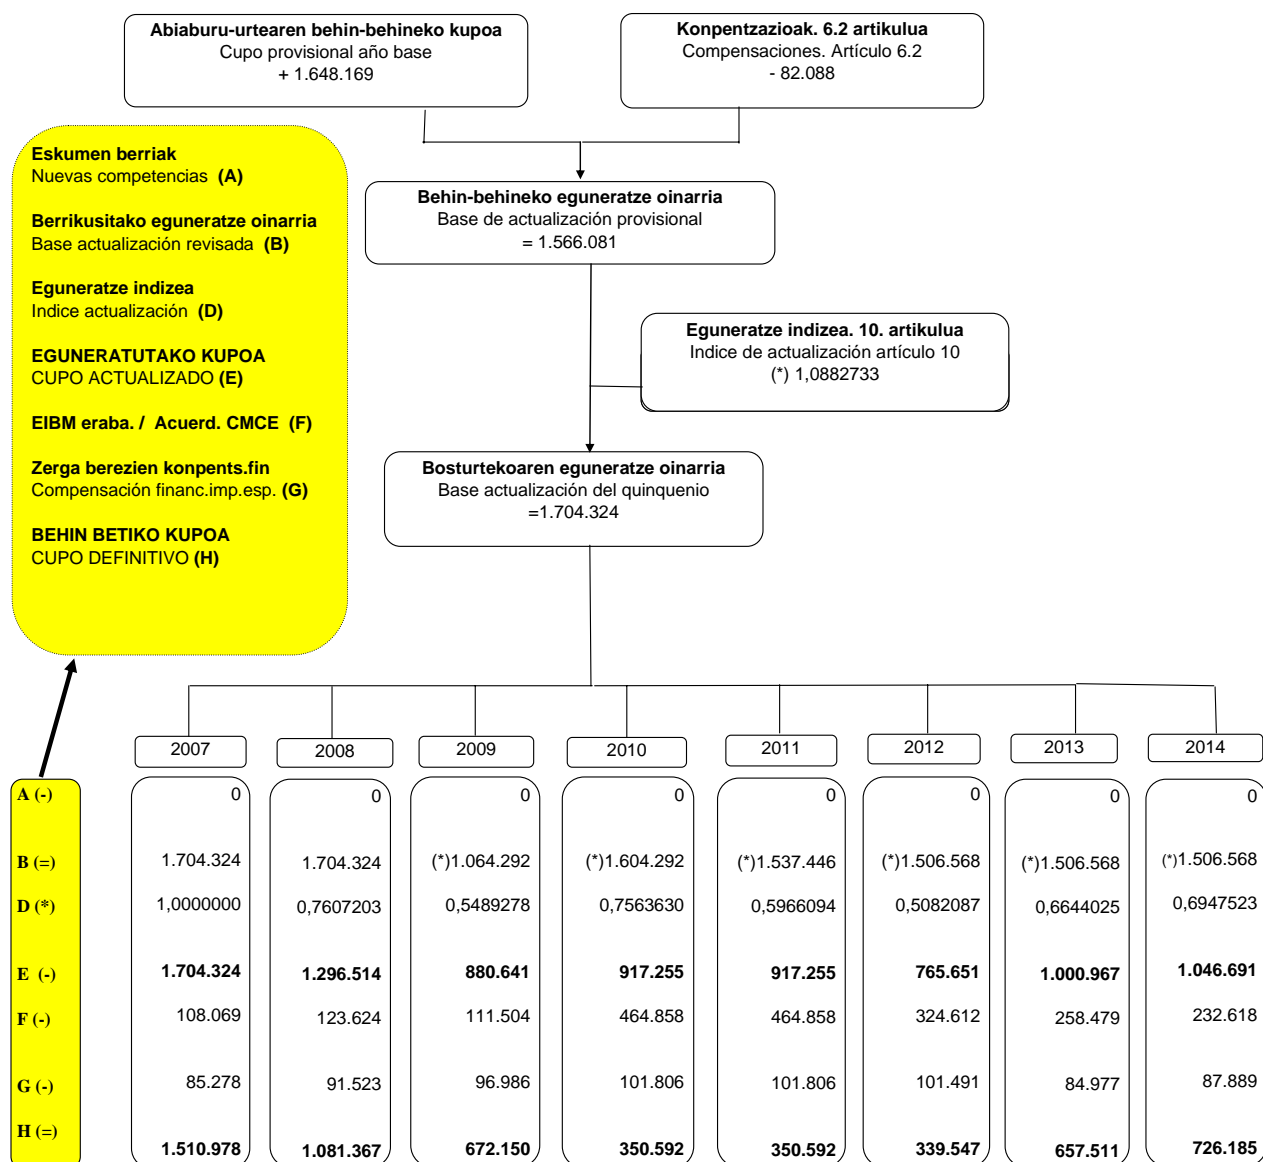 Abiaburu-urtearen behin-behineko kupoa
Cupo provisional año base
+ 1.648.169
Konpentzazioak. 6.2 artikulua
Compensaciones. Artículo 6.2
- 82.088
Eskumen berriak
Nuevas competencias (A)
Berrikusitako eguneratze oinarria
Base actualización revisada (B)
Eguneratze indizea
Indice actualización (D)
EGUNERATUTAKO KUPOA
CUPO ACTUALIZADO (E)
EIBM eraba. / Acuerd. CMCE (F)
Zerga berezien konpents.fin
Compensación financ.imp.esp. (G)
BEHIN BETIKO KUPOA
CUPO DEFINITIVO (H)
Behin-behineko eguneratze oinarria
Base de actualización provisional
= 1.566.081
Eguneratze indizea. 10. artikulua
Indice de actualización artículo 10
(*) 1,0882733
Bosturtekoaren eguneratze oinarria
Base actualización del quinquenio
=1.704.324
2007 2008 2009 2010 2011 2012 2013 2014
A (-) 0 0 0 0 0 0 0 0
B (=) 1.704.324 1.704.324 (*)1.064.292 (*)1.604.292 (*)1.537.446 (*)1.506.568 (*)1.506.568 (*)1.506.568
D (*) 1,0000000 0,7607203 0,5489278 0,7563630 0,5966094 0,5082087 0,6644025 0,6947523
E (-) 1.704.324 1.296.514 880.641 917.255 917.255 765.651 1.000.967 1.046.691
F (-) 108.069 123.624 111.504 464.858 464.858 324.612 258.479 232.618
G (-) 85.278 91.523 96.986 101.806 101.806 101.491 84.977 87.889
H (=) 1.510.978 1.081.367 672.150 350.592 350.592 339.547 657.511 726.185